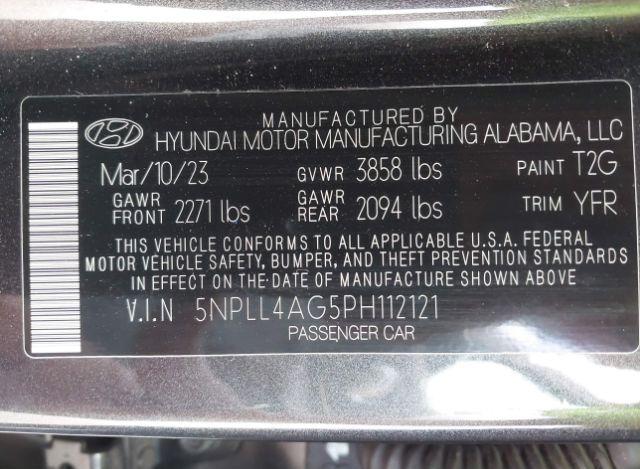 MANUFACTURED BY
HYUNDAI MOTOR MANUFACTURING ALABAMA, LLC
Mar/10/23 GVWR 3858 lbs PAINT T2G
GAWR FRONT 2271 lbs GAWR REAR 2094 lbs TRIM YFR
THIS VEHICLE CONFORMS TO ALL APPLICABLE U.S.A. FEDERAL
MOTOR VEHICLE SAFETY, BUMPER, AND THEFT PREVENTION STANDARDS
IN EFFECT ON THE DATE OF MANUFACTURE SHOWN ABOVE
V.I.N 5NPLL4AG5PH112121
PASSENGER CAR